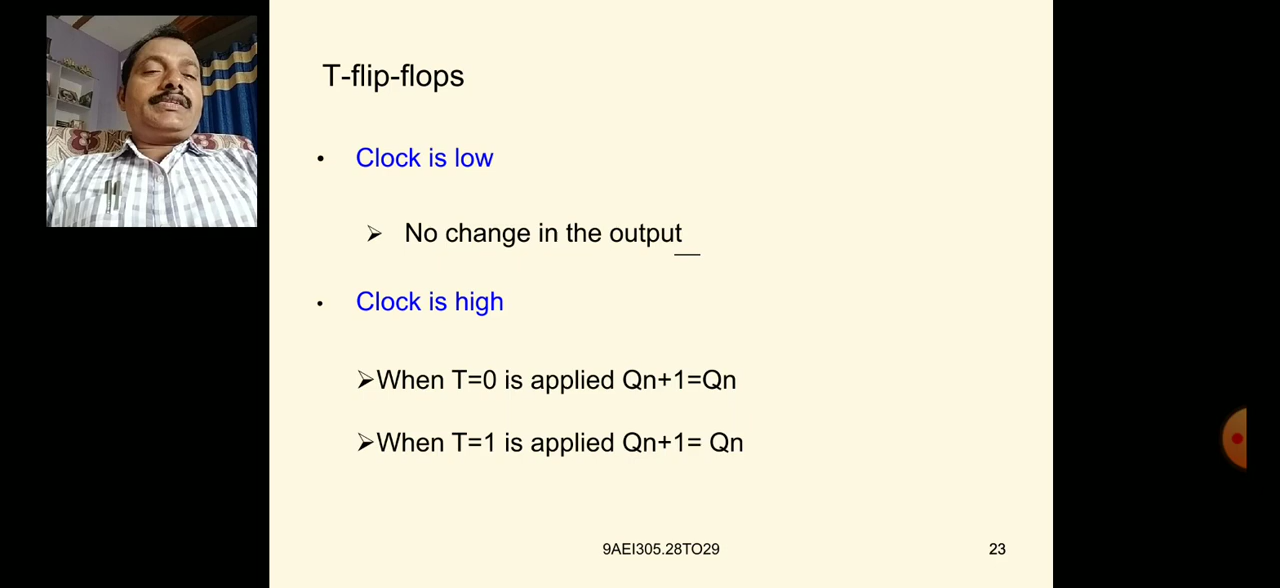 T-flip-flops
• Clock is low
➢ No change in the output
• Clock is high
➢When T=0 is applied Qn+1=Qn
➢When T=1 is applied Qn+1= Qn
9AEI305.28TO29
23